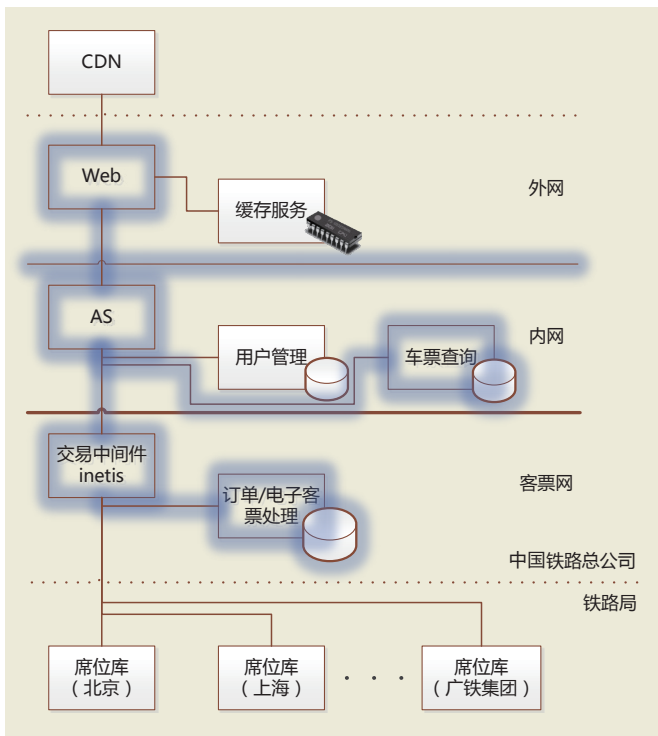 CDN
Web
缓存服务
外网
AS
用户管理
车票查询
内网
交易中间件
inetis
订单/电子客
票处理
客票网
中国铁路总公司
铁路局
席位库
（北京）
席位库
（上海）
席位库
（广铁集团）